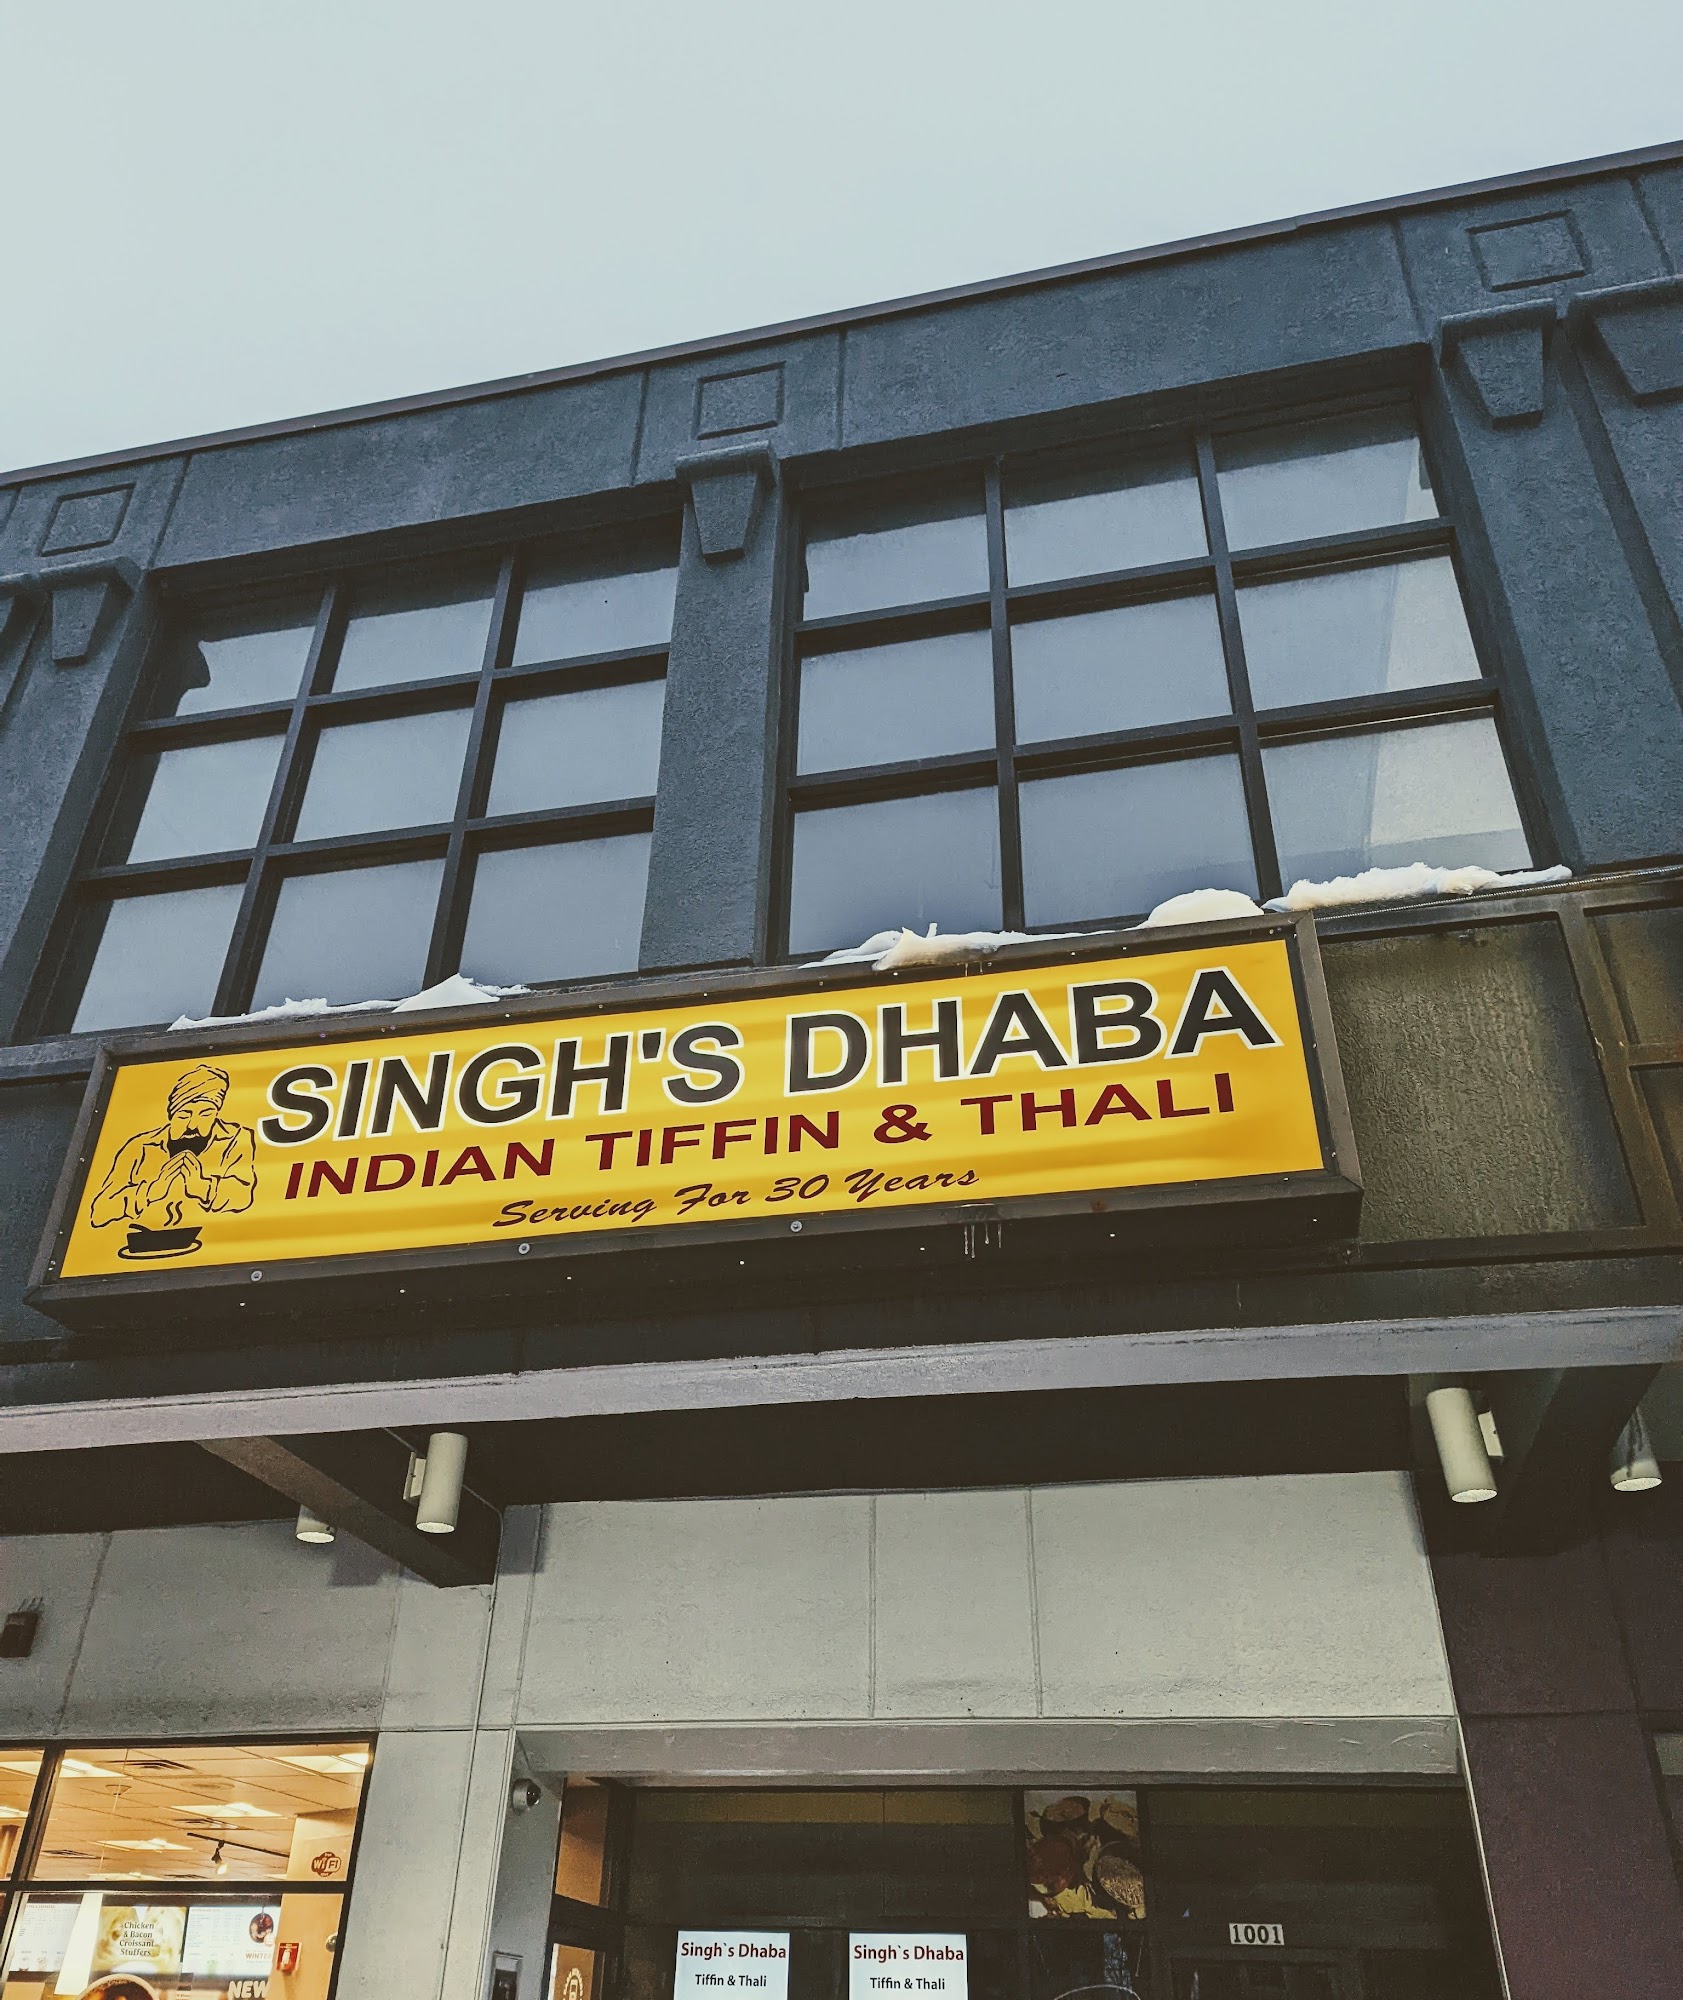 SINGH'S DHABA
INDIAN TIFFIN & THALI
Serving For 30 Years
WiFi
Chicken
& Bacon
Croissant
Stuffers
NEW
Singh`s Dhaba
Tiffin & Thali
Singh`s Dhaba
Tiffin & Thali
1001